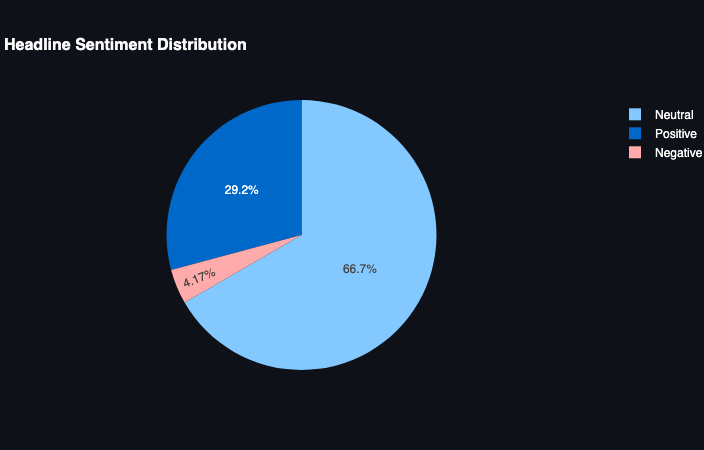 Headline Sentiment Distribution
Neutral
Positive
Negative
29.2%
66.7%
4.17%